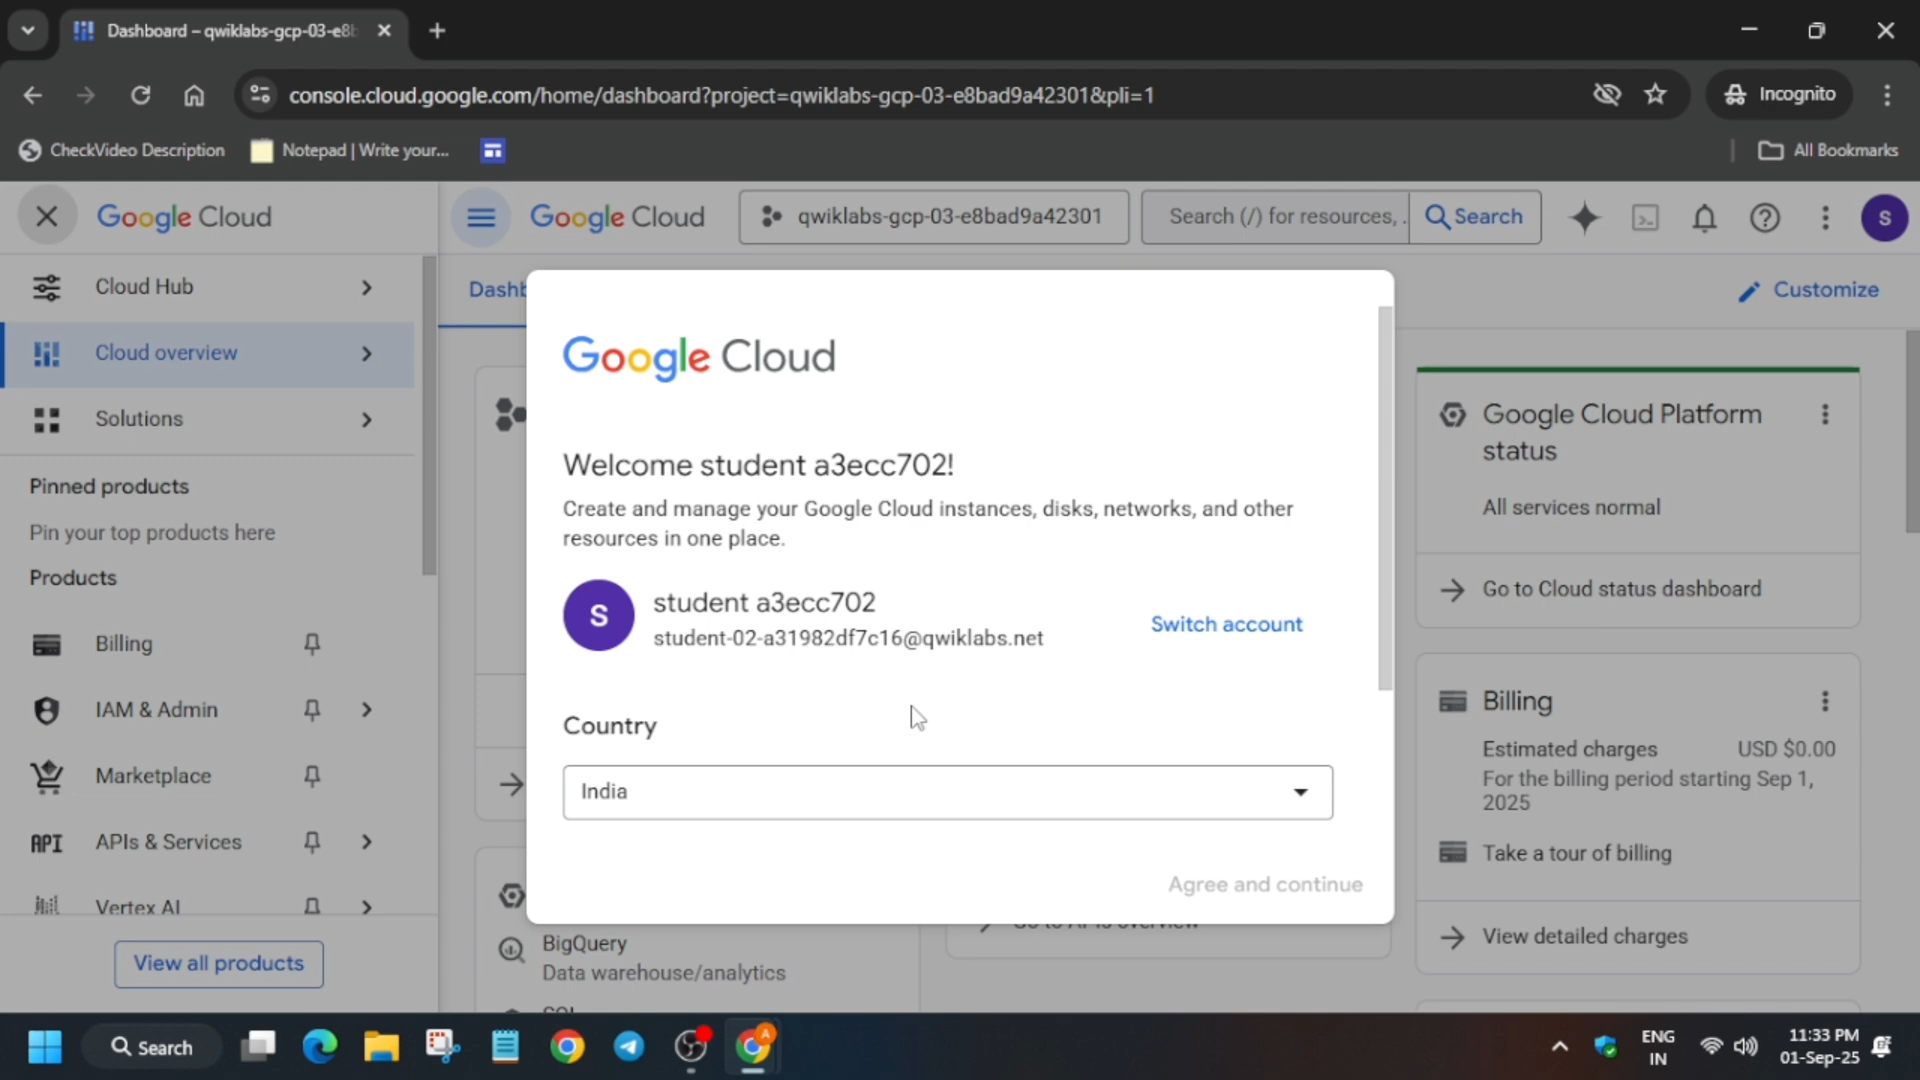 Dashboard – qwiklabs-gcp-03-e8b
console.cloud.google.com/home/dashboard?project=qwiklabs-gcp-03-e8bad9a42301&pli=1
Incognito
CheckVideo Description
Notepad | Write your...
All Bookmarks
Google Cloud
Google Cloud
qwiklabs-gcp-03-e8bad9a42301
Search (/) for resources, .
Search
S
Cloud Hub
Cloud overview
Solutions
Pinned products
Pin your top products here
Products
Billing
IAM & Admin
Marketplace
API
APIs & Services
Vertex AI
View all products
Dashb
Customize
Google Cloud
Welcome student a3ecc702!
Create and manage your Google Cloud instances, disks, networks, and other
resources in one place.
S
student a3ecc702
student-02-a31982df7c16@qwiklabs.net
Switch account
Country
India
Agree and continue
BigQuery
Data warehouse/analytics
Google Cloud Platform
status
All services normal
Go to Cloud status dashboard
Billing
Estimated charges
USD $0.00
For the billing period starting Sep 1,
2025
Take a tour of billing
View detailed charges
Search
A
ENG
IN
11:33 PM
01-Sep-25